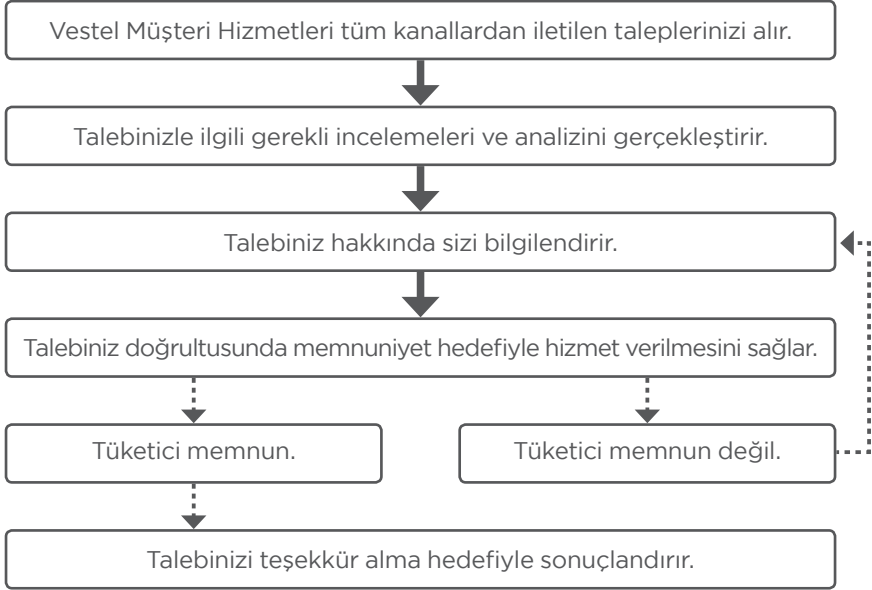 Vestel Müşteri Hizmetleri tüm kanallardan iletilen taleplerinizi alır.
Talebinizle ilgili gerekli incelemeleri ve analizini gerçekleştirir.
Talebiniz hakkında sizi bilgilendirir.
Talebiniz doğrultusunda memnuniyet hedefiyle hizmet verilmesini sağlar.
Tüketici memnun.
Tüketici memnun değil.
Talebinizi teşekkür alma hedefiyle sonuçlandırır.